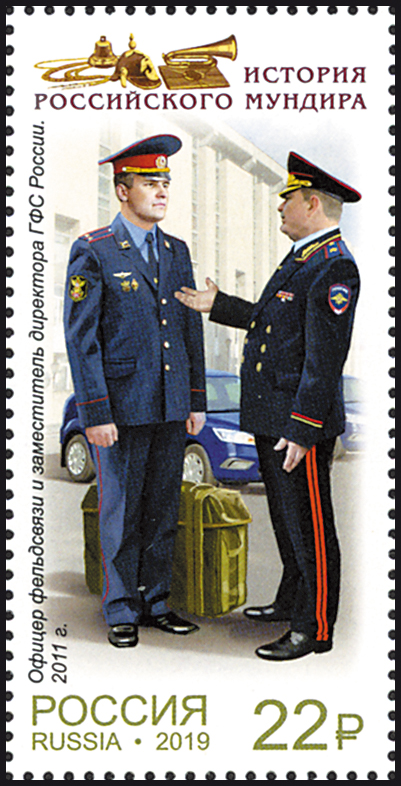 ИСТОРИЯ
РОССИЙСКОГО МУНДИРА
Офицер фельдсвязи и заместитель директора ГФС России.
2011 г.
РОССИЯ
RUSSIA • 2019
22₽